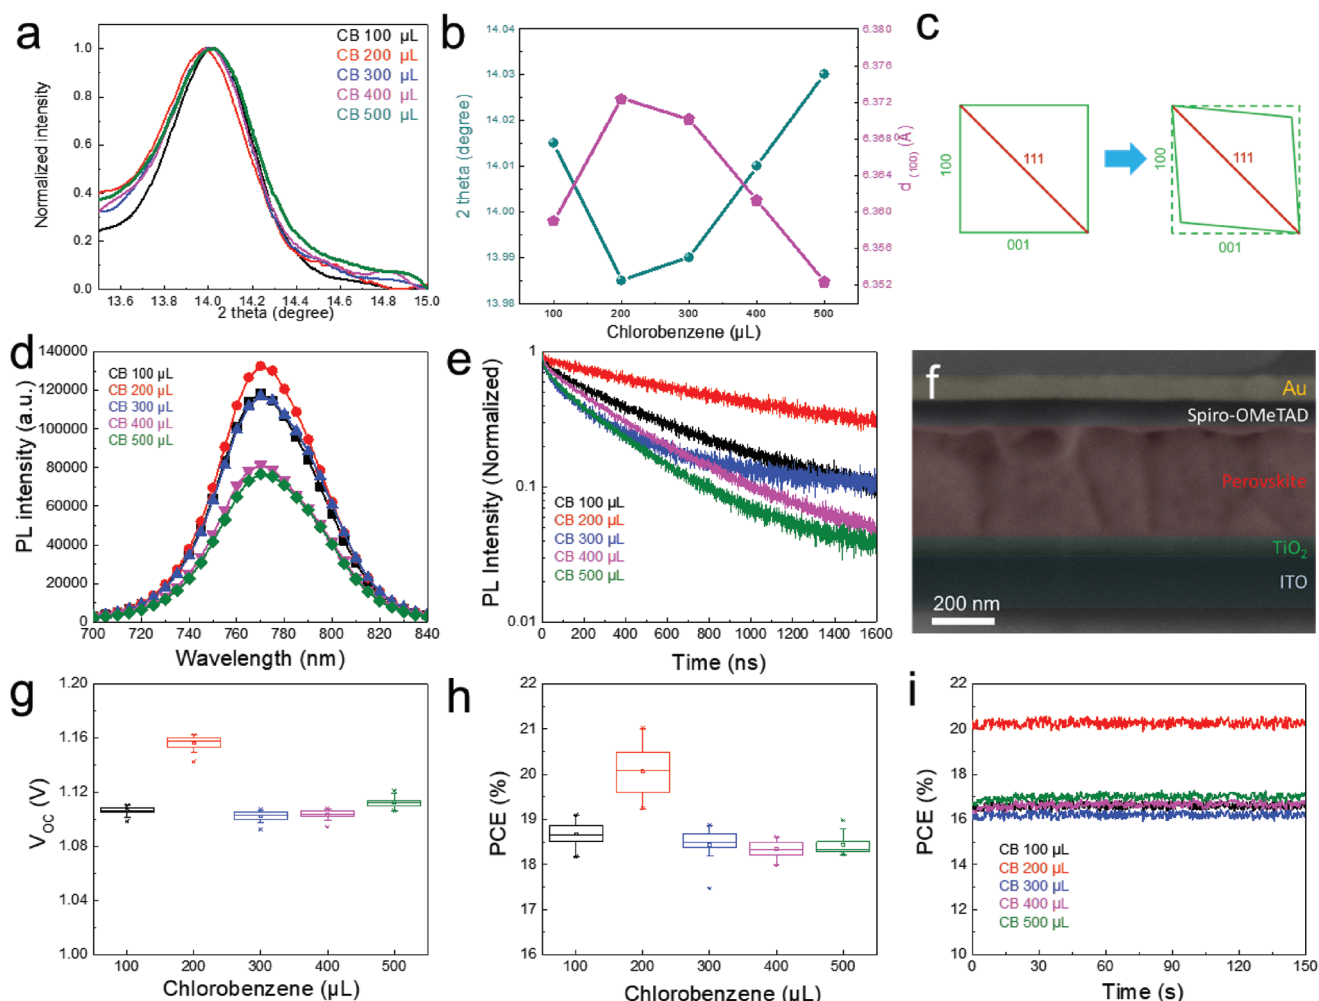 a
CB 100 µL
CB 200 µL
CB 300 µL
CB 400 µL
CB 500 µL
Normalized intensity
1.0
0.8
0.6
0.4
0.2
0.0
13.6 13.8 14.0 14.2 14.4 14.6 14.8 15.0
2 theta (degree)
b
2 theta (degree)
14.04
14.03
14.02
14.01
14.00
13.99
13.98
6.380
6.376
6.372
6.368
6.364
6.360
6.356
6.352
d (100) (Å)
100 200 300 400 500
Chlorobenzene (µL)
c
100
111
001
100
111
001
d
PL intensity (a.u.)
140000
120000
100000
80000
60000
40000
20000
0
CB 100 µL
CB 200 µL
CB 300 µL
CB 400 µL
CB 500 µL
700 720 740 760 780 800 820 840
Wavelength (nm)
e
PL Intensity (Normalized)
1
0.1
0.01
CB 100 µL
CB 200 µL
CB 300 µL
CB 400 µL
CB 500 µL
0 200 400 600 800 1000 1200 1400 1600
Time (ns)
f
Au
Spiro-OMeTAD
Perovskite
TiO2
ITO
200 nm
g
VOC (V)
1.20
1.16
1.12
1.08
1.04
1.00
100 200 300 400 500
Chlorobenzene (µL)
h
PCE (%)
22
21
20
19
18
17
16
100 200 300 400 500
Chlorobenzene (µL)
i
PCE (%)
22
20
18
16
14
12
10
CB 100 µL
CB 200 µL
CB 300 µL
CB 400 µL
CB 500 µL
0 30 60 90 120 150
Time (s)